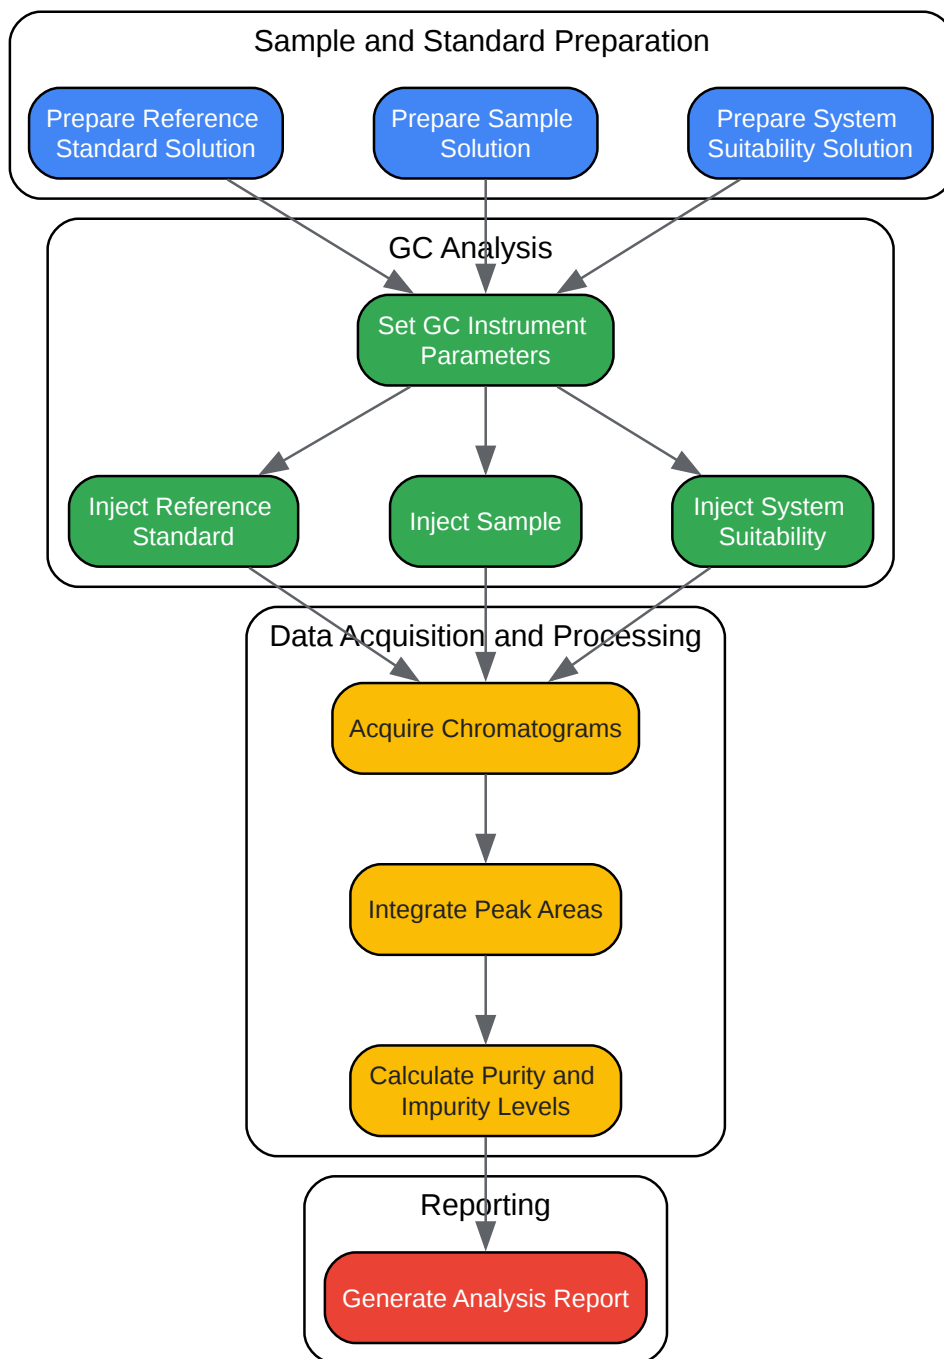 Sample and Standard Preparation
Prepare Reference
Standard Solution
Prepare Sample
Solution
Prepare System
Suitability Solution
GC Analysis
Set GC Instrument
Parameters
Inject Reference
Standard
Inject Sample
Inject System
Suitability
Data Acquisition and Processing
Acquire Chromatograms
Integrate Peak Areas
Calculate Purity and
Impurity Levels
Reporting
Generate Analysis Report